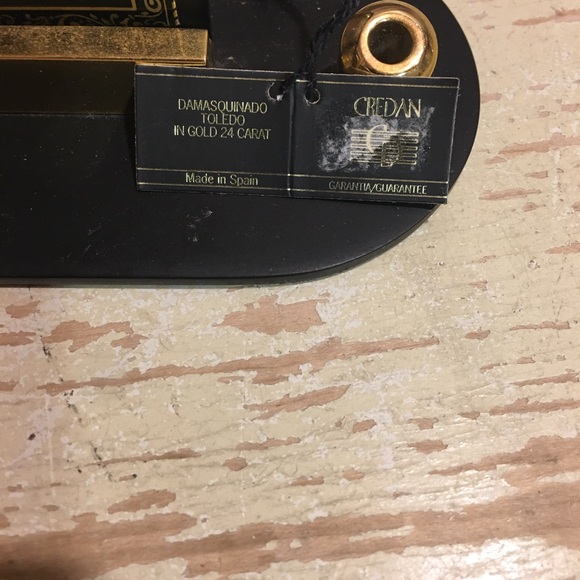 DAMASQUINADO
TOLEDO
IN GOLD 24 CARAT
Made in Spain
CREDAN
GARANTIA/GUARANTEE